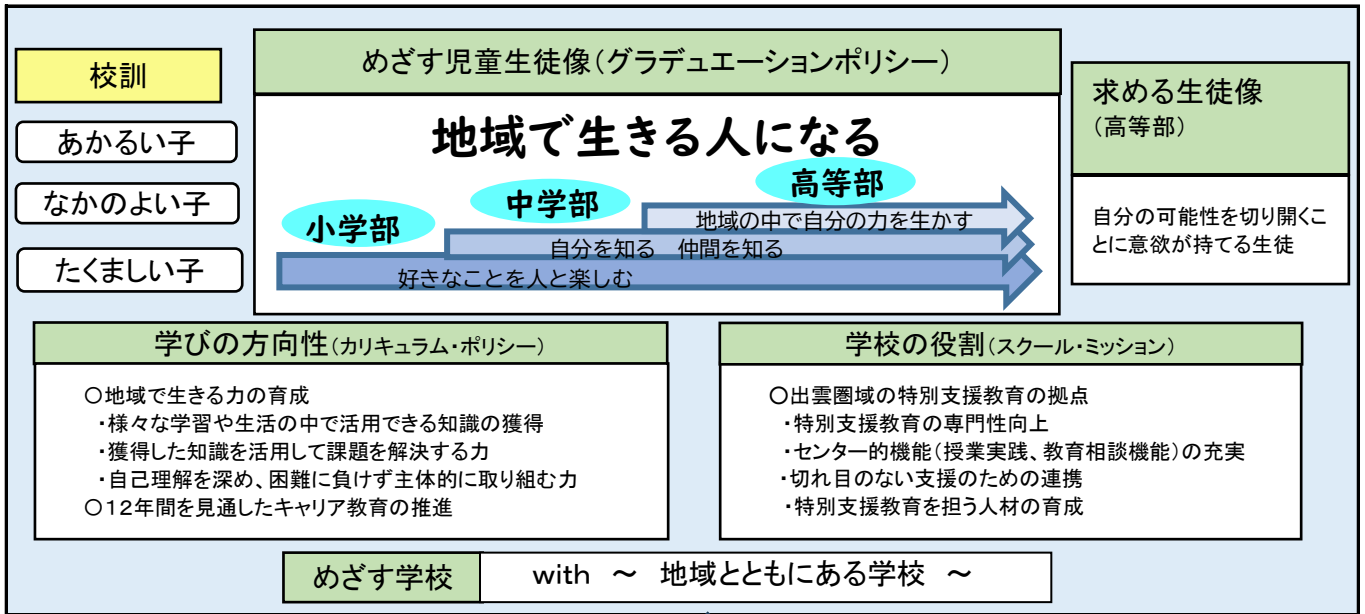 校訓
あかるい子
なかのよい子
たくましい子
めざす児童生徒像(グラデュエーションポリシー)
地域で生きる人になる
小学部
中学部
高等部
地域の中で自分の力を生かす
自分を知る　仲間を知る
好きなことを人と楽しむ
求める生徒像
(高等部)
自分の可能性を切り開くこ
とに意欲が持てる生徒
学びの方向性(カリキュラム・ポリシー)
○地域で生きる力の育成
・様々な学習や生活の中で活用できる知識の獲得
・獲得した知識を活用して課題を解決する力
・自己理解を深め、困難に負けず主体的に取り組む力
○12年間を見通したキャリア教育の推進
学校の役割(スクール・ミッション)
○出雲圏域の特別支援教育の拠点
・特別支援教育の専門性向上
・センター的機能(授業実践、教育相談機能)の充実
・切れ目のない支援のための連携
・特別支援教育を担う人材の育成
めざす学校
with ～ 地域とともにある学校 ～